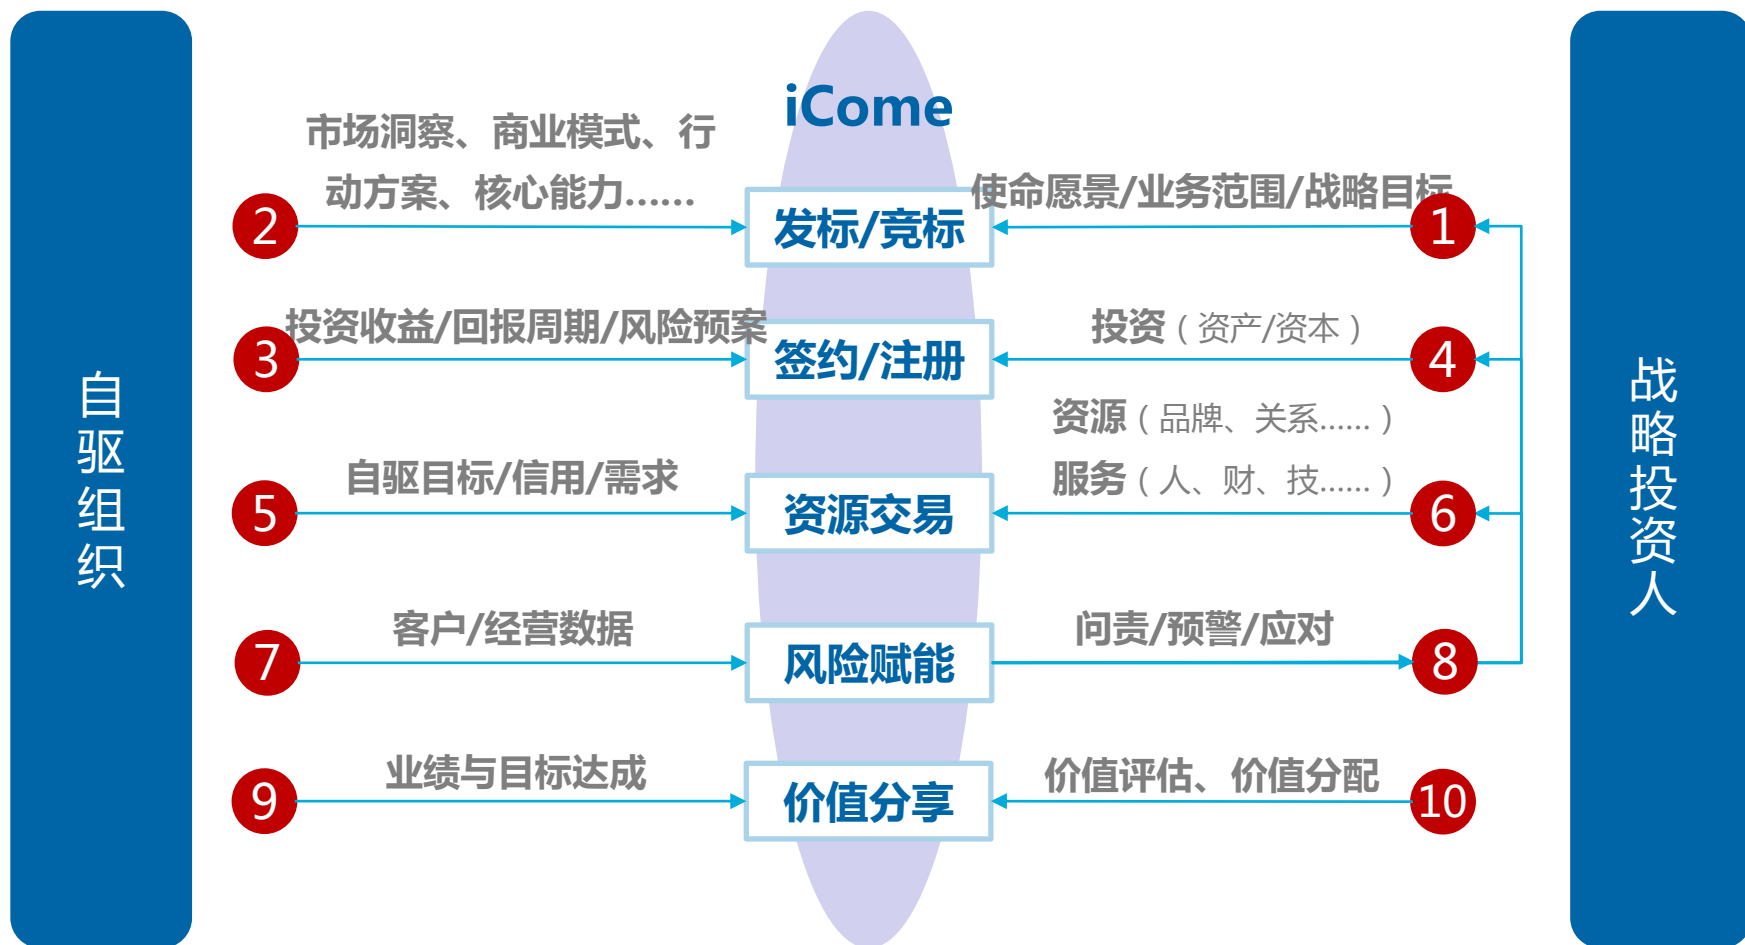 iCome
市场洞察、商业模式、行
动方案、核心能力……
使命愿景/业务范围/战略目标
2
发标/竞标
1
投资收益/回报周期/风险预案
投资（资产/资本）
3
签约/注册
4
资源（品牌、关系……）
自驱目标/信用/需求
服务（人、财、技……）
5
资源交易
6
客户/经营数据
问责/预警/应对
7
风险赋能
8
业绩与目标达成
价值评估、价值分配
9
价值分享
10
自驱组织
战略投资人